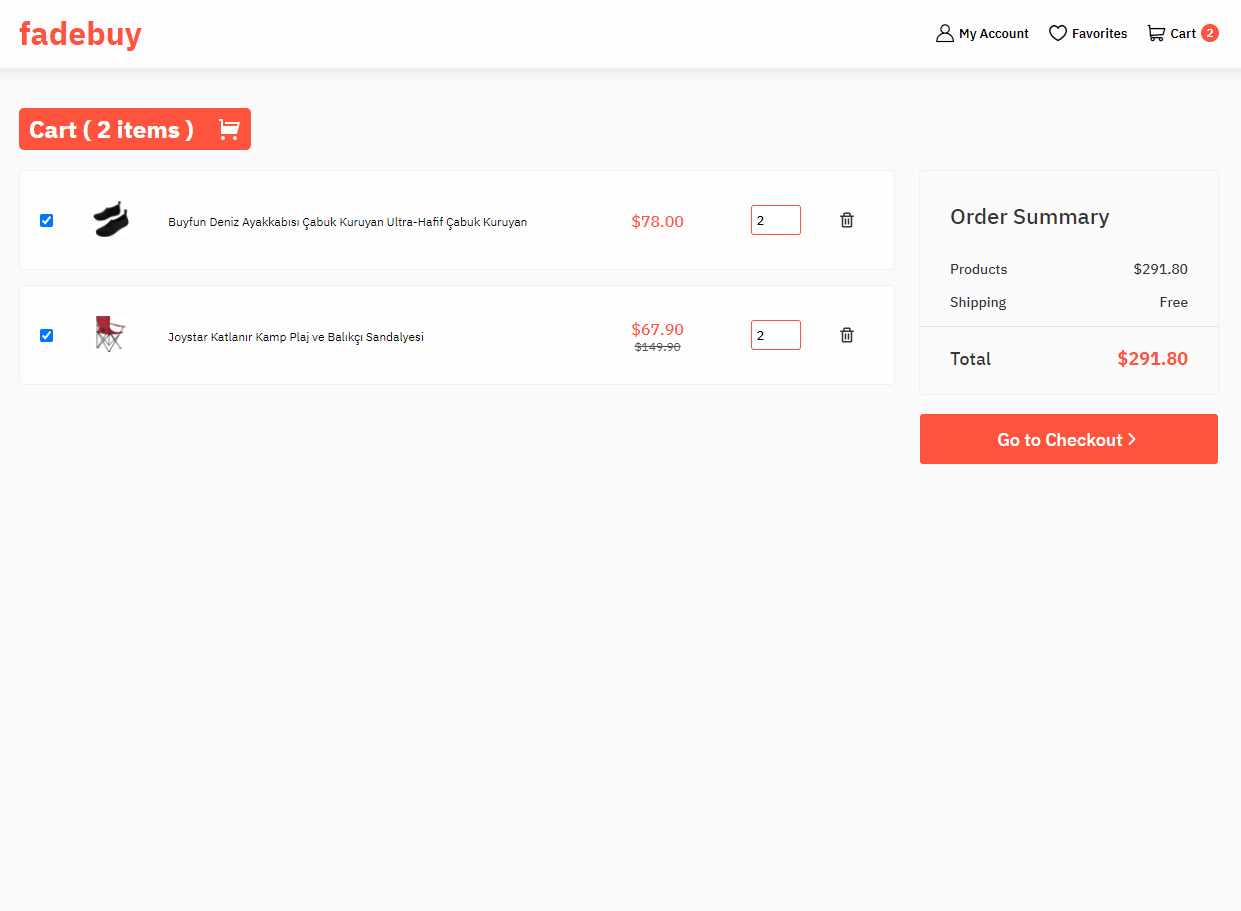 fadebuy
My Account
Favorites
Cart 2
Cart ( 2 items )
Buyfun Deniz Ayakkabısı Çabuk Kuruyan Ultra-Hafif Çabuk Kuruyan
$78.00
2
Joystar Katlanır Kamp Plaj ve Balıkçı Sandalyesi
$67.90
$149.90
2
Order Summary
Products $291.80
Shipping Free
Total $291.80
Go to Checkout